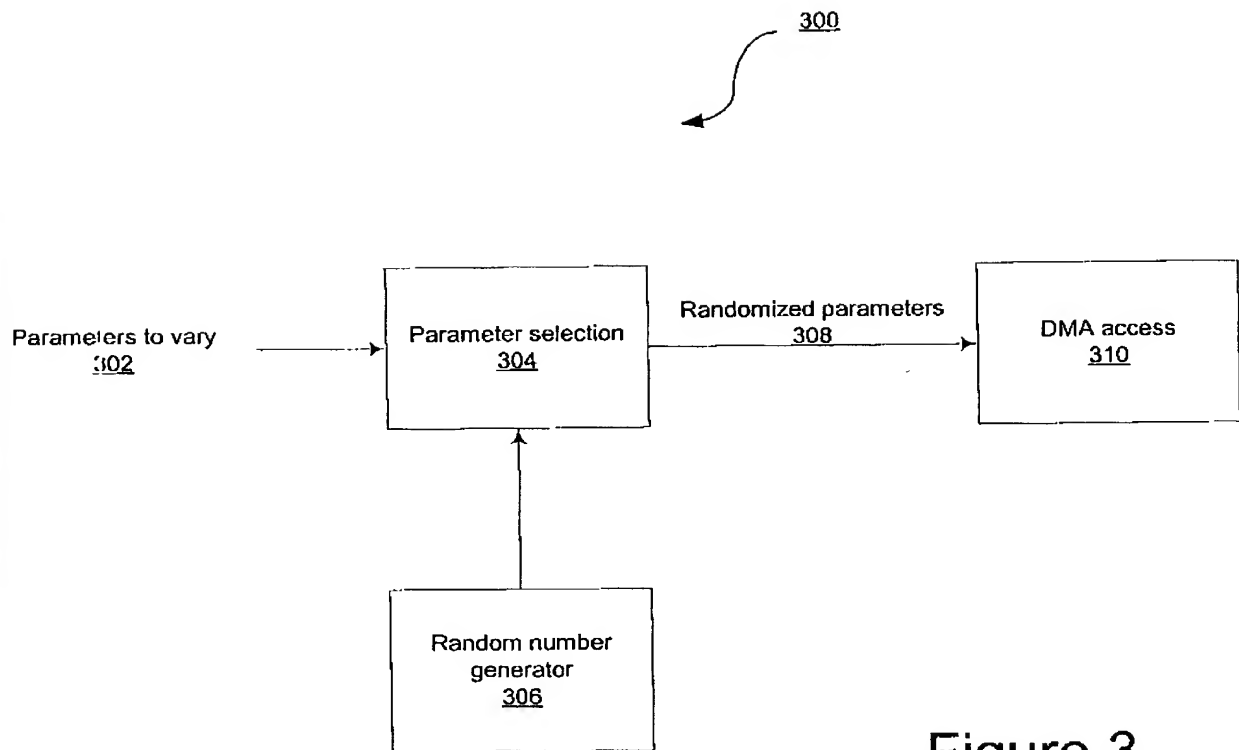 300
Parameters to vary
302
Parameter selection
304
Randomized parameters
308
DMA access
310
Random number
generator
306
Figure 3